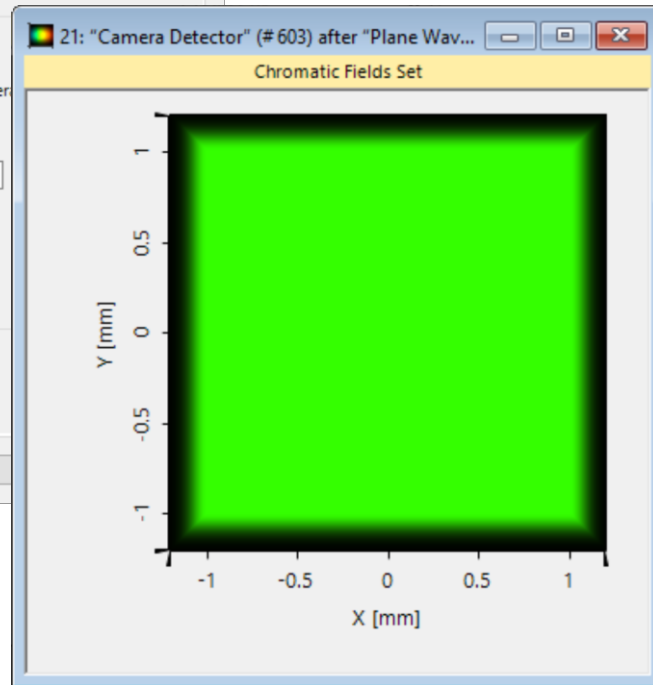 21: "Camera Detector" (# 603) after "Plane Wav...
Chromatic Fields Set
1
0.5
0
-0.5
-1
Y [mm]
-1 -0.5 0 0.5 1
X [mm]